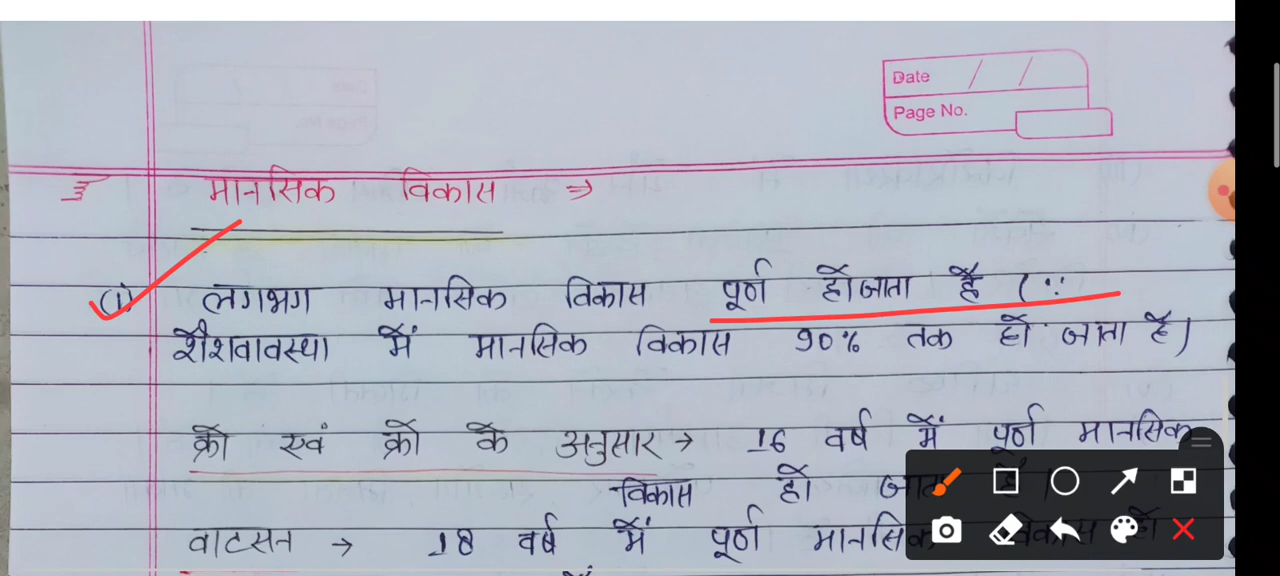 Date / /
Page No.
मानसिक विकास ⇒
(i) लगभग मानसिक विकास पूर्ण हो जाता है ( ∵
शैशवावस्था में मानसिक विकास 90% तक हो जाता है।
क्रो एवं क्रो के अनुसार → 16 वर्ष में पूर्ण मानसिक
विकास हो जाता है।
वाटसन → 18 वर्ष में पूर्ण मानसिक विकास हो